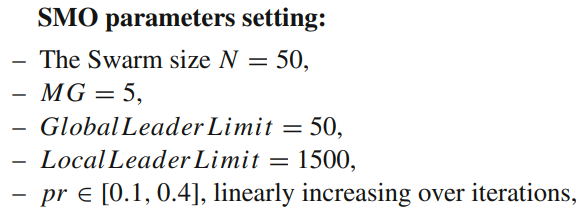 SMO parameters setting:
– The Swarm size N = 50,
– MG = 5,
– GlobalLeaderLimit = 50,
– LocalLeaderLimit = 1500,
– pr ∈ [0.1, 0.4], linearly increasing over iterations,